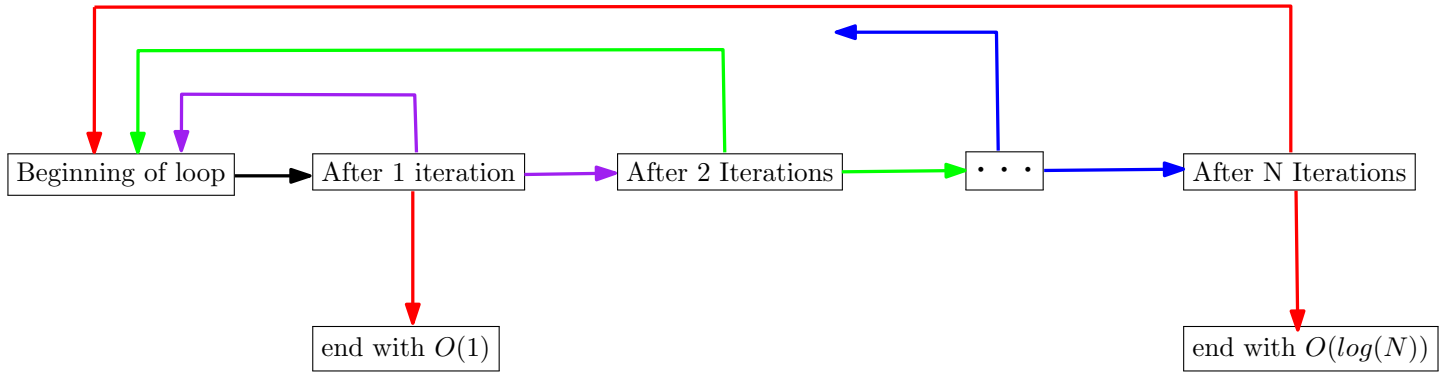 Beginning of loop
After 1 iteration
After 2 Iterations
· · ·
After N Iterations
end with O(1)
end with O(log(N))